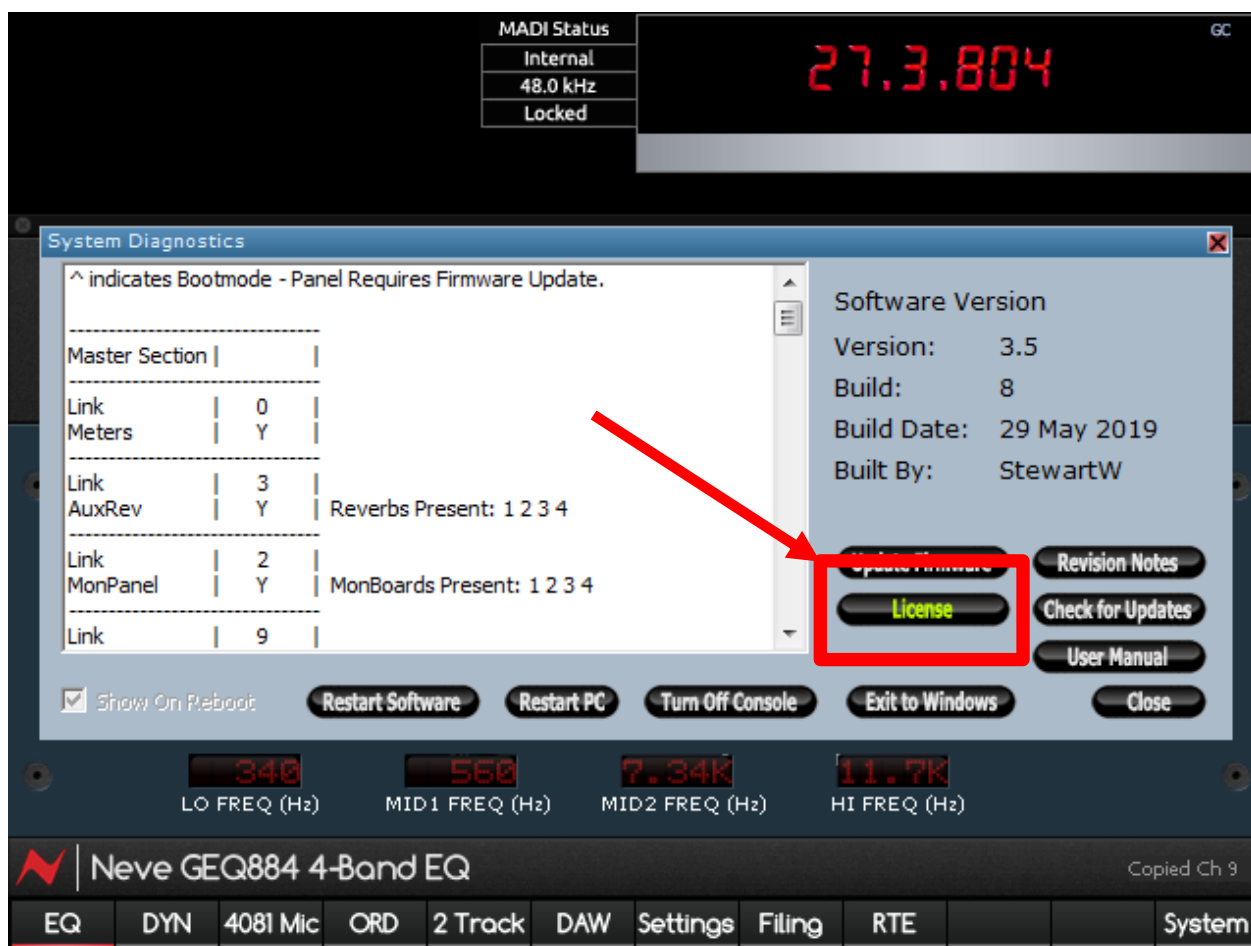 MADI Status
Internal
48.0 kHz
Locked
GC
27.3.804
System Diagnostics
^ indicates Bootmode - Panel Requires Firmware Update.
--------------------------------
Master Section | |
--------------------------------
Link | 0 |
Meters | Y |
--------------------------------
Link | 3 |
AuxRev | Y | Reverbs Present: 1 2 3 4
--------------------------------
Link | 2 |
MonPanel | Y | MonBoards Present: 1 2 3 4
--------------------------------
Link | 9 |
Software Version
Version: 3.5
Build: 8
Build Date: 29 May 2019
Built By: StewartW
Update Firmware
Revision Notes
License
Check for Updates
User Manual
Show On Reboot
Restart Software
Restart PC
Turn Off Console
Exit to Windows
Close
340
560
7.34K
11.7K
LO FREQ (Hz)
MID1 FREQ (Hz)
MID2 FREQ (Hz)
HI FREQ (Hz)
Neve GEQ884 4-Band EQ
Copied Ch 9
EQ DYN 4081 Mic ORD 2 Track DAW Settings Filing RTE System